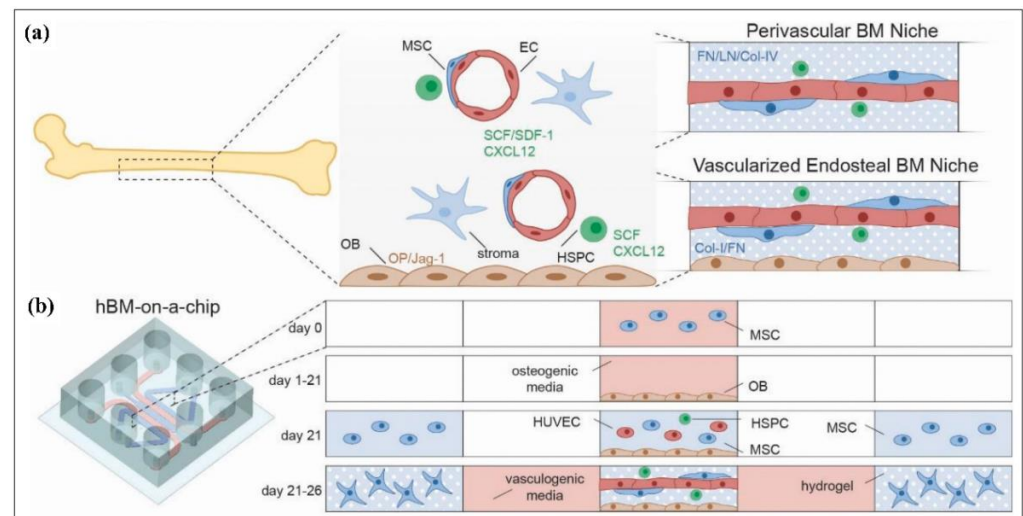 (a)
Perivascular BM Niche
MSC
EC
FN/LN/Col-IV
SCF/SDF-1
CXCL12
Vascularized Endosteal BM Niche
OB
OP/Jag-1
stroma
HSPC
SCF
CXCL12
Col-I/FN
(b)
hBM-on-a-chip
day 0
MSC
day 1-21
osteogenic
media
OB
day 21
HUVEC
HSPC
MSC
MSC
day 21-26
vasculogenic
media
hydrogel